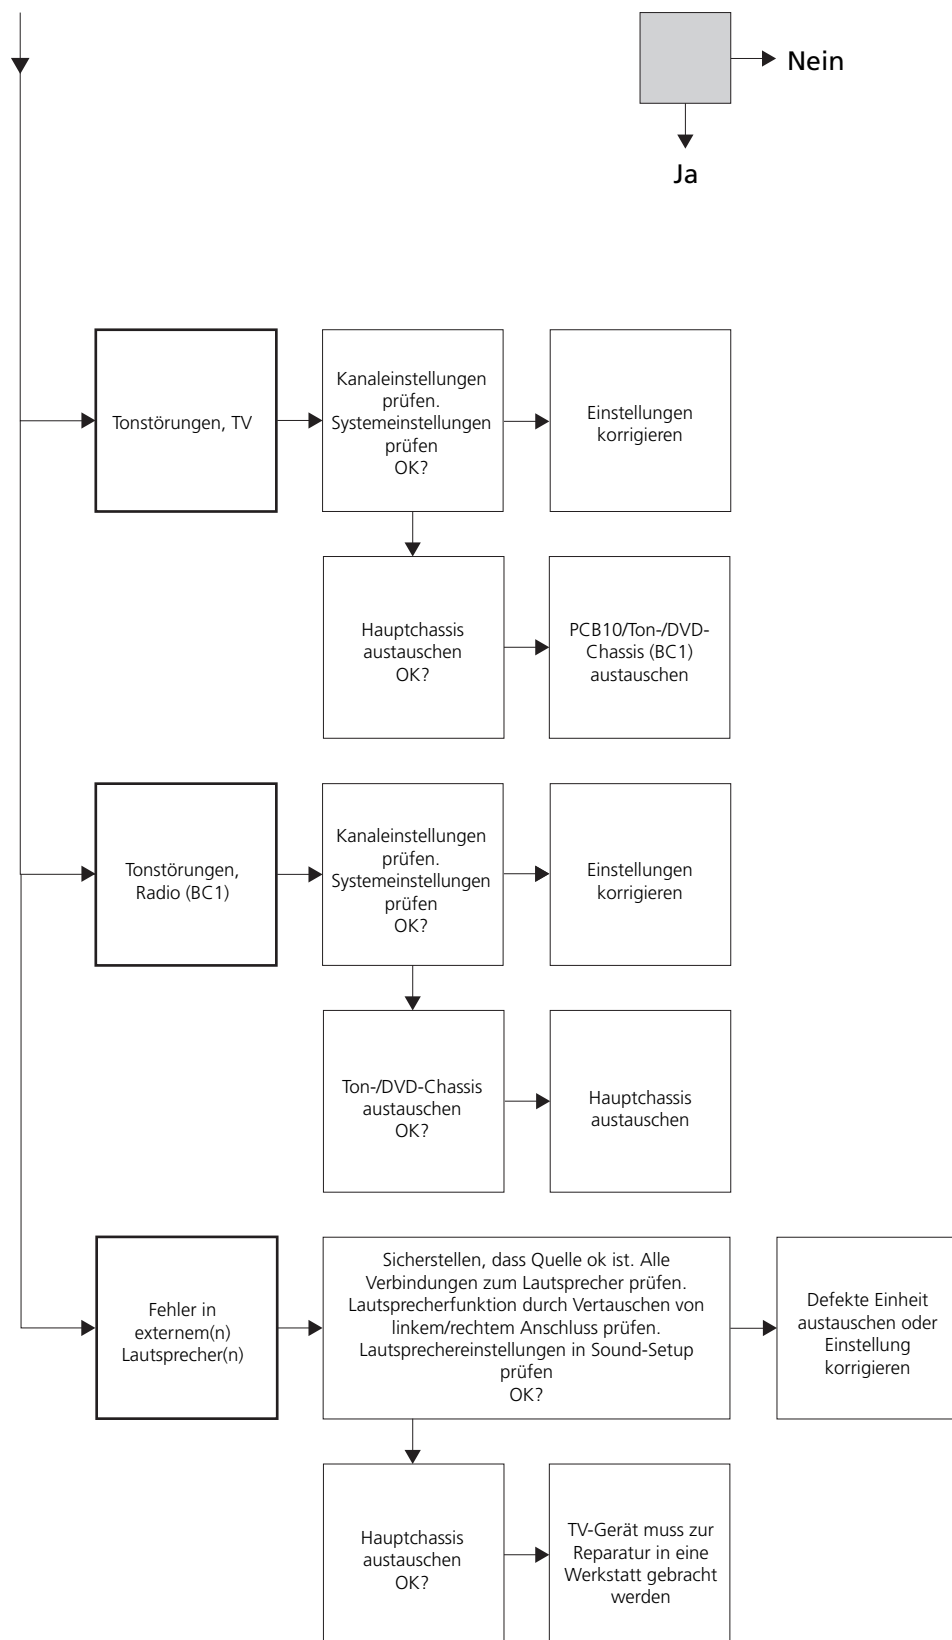 Nein
Ja
Tonstörungen, TV
Kanaleinstellungen
prüfen.
Systemeinstellungen
prüfen
OK?
Einstellungen
korrigieren
Hauptchassis
austauschen
OK?
PCB10/Ton-/DVD-
Chassis (BC1)
austauschen
Tonstörungen,
Radio (BC1)
Kanaleinstellungen
prüfen.
Systemeinstellungen
prüfen
OK?
Einstellungen
korrigieren
Ton-/DVD-Chassis
austauschen
OK?
Hauptchassis
austauschen
Fehler in
externem(n)
Lautsprecher(n)
Sicherstellen, dass Quelle ok ist. Alle
Verbindungen zum Lautsprecher prüfen.
Lautsprecherfunktion durch Vertauschen von
linkem/rechtem Anschluss prüfen.
Lautsprechereinstellungen in Sound-Setup
prüfen
OK?
Defekte Einheit
austauschen oder
Einstellung
korrigieren
Hauptchassis
austauschen
OK?
TV-Gerät muss zur
Reparatur in eine
Werkstatt gebracht
werden